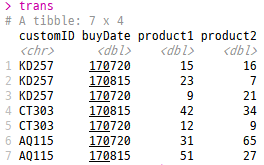 > trans
# A tibble: 7 x 4
customID buyDate product1 product2
<chr> <dbl> <dbl> <dbl>
1 KD257 170720 15 16
2 KD257 170815 23 7
3 KD257 170720 9 21
4 CT303 170815 42 34
5 CT303 170720 12 9
6 AQ115 170720 31 65
7 AQ115 170815 51 27